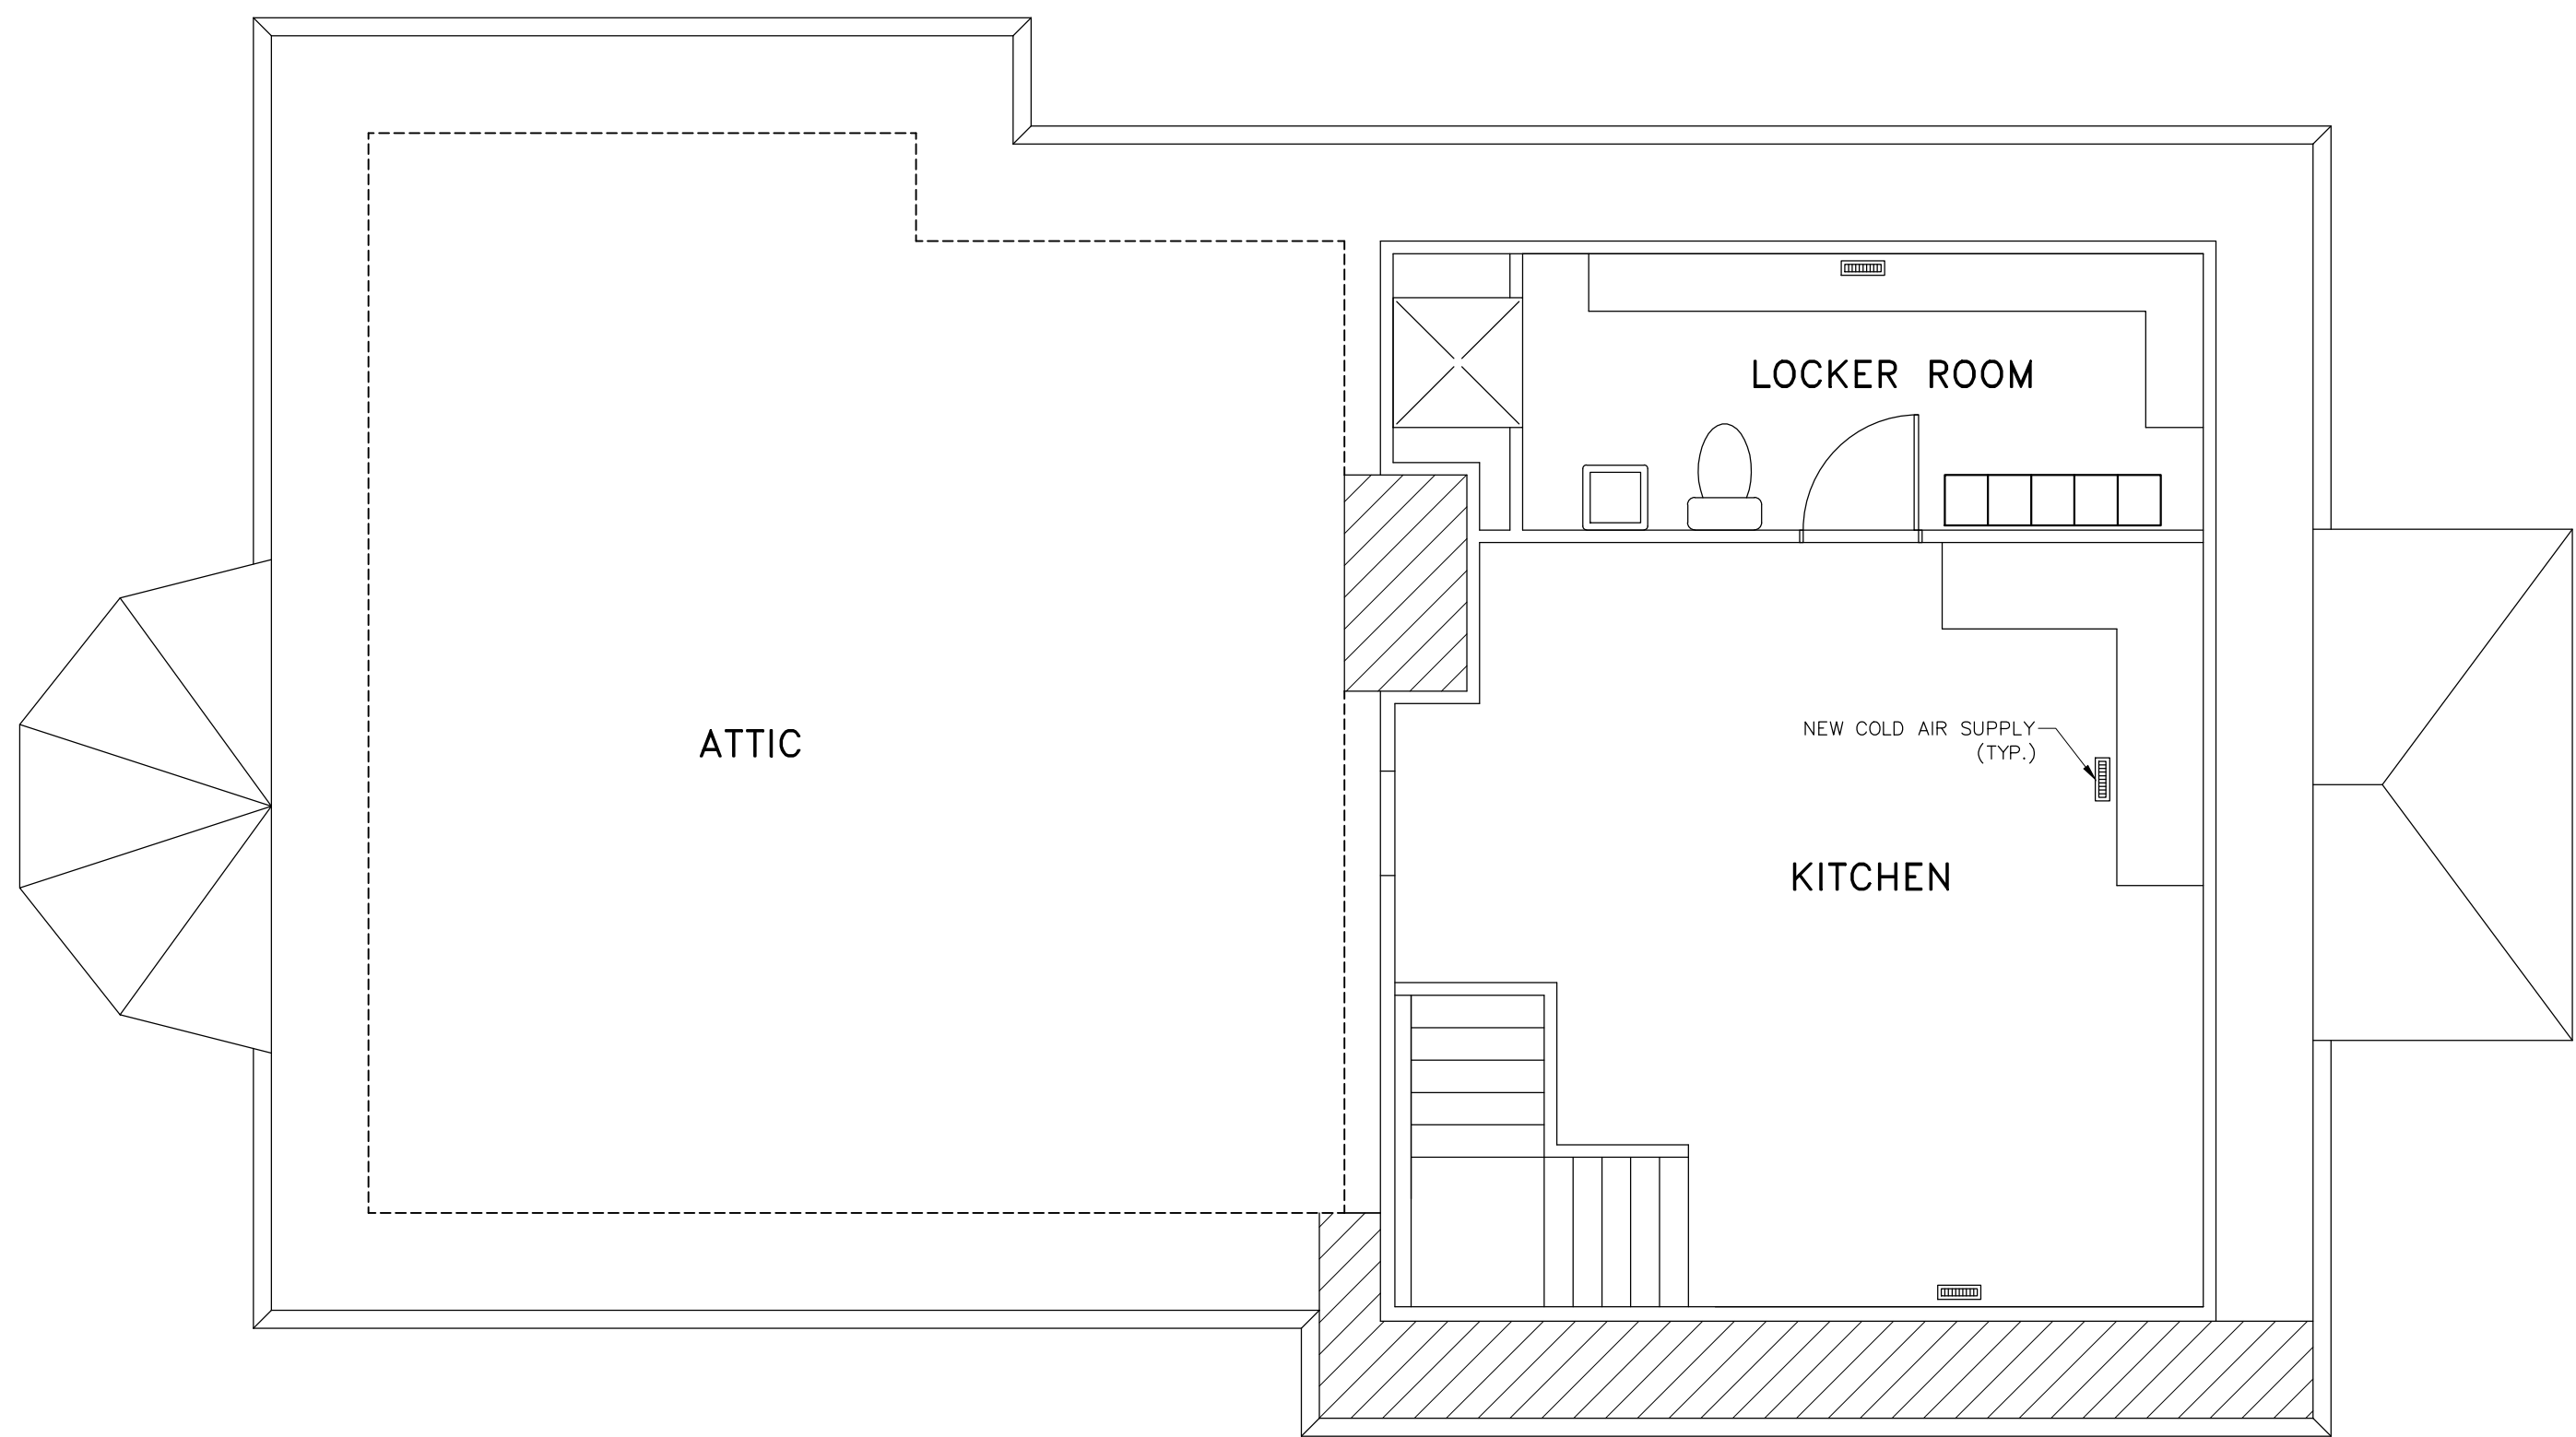 LOCKER ROOM
ATTIC
NEW COLD AIR SUPPLY
(TYP.)
KITCHEN